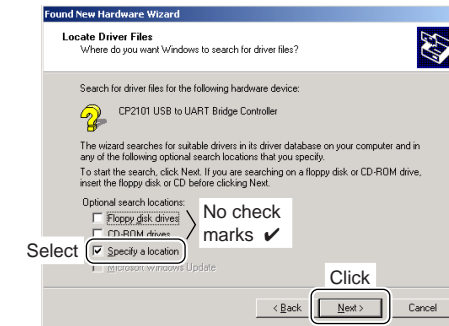 Found New Hardware Wizard
Locate Driver Files
Where do you want Windows to search for driver files?
Search for driver files for the following hardware device:
CP2101 USB to UART Bridge Controller
The wizard searches for suitable drivers in its driver database on your computer and in
any of the following optional search locations that you specify.
To start the search, click Next. If you are searching on a floppy disk or CD-ROM drive,
insert the floppy disk or CD before clicking Next.
Optional search locations:
Floppy disk drives
CD-ROM drives
No check
marks ✔
Select
Specify a location
Microsoft Windows Update
Click
< Back
Next >
Cancel